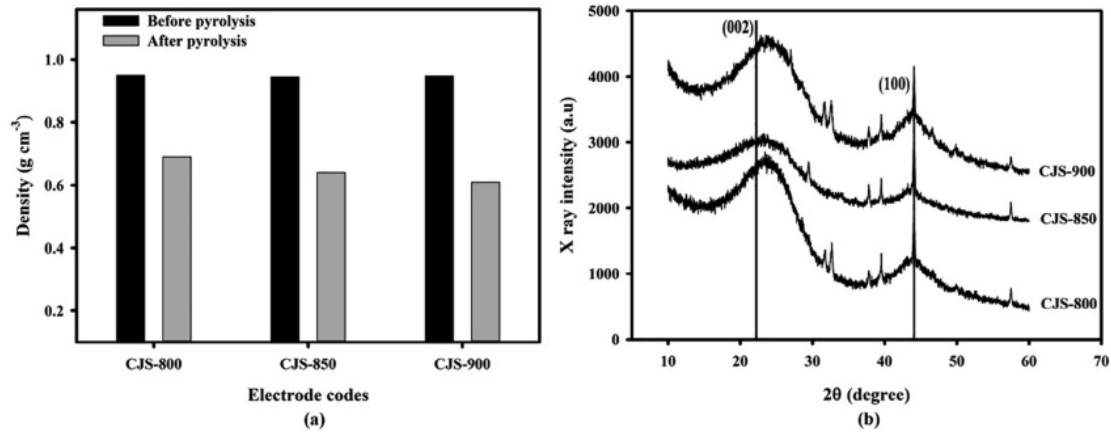 Before pyrolysis
After pyrolysis
1.0
0.8
0.6
0.4
0.2
Density (g cm⁻³)
CJS-800
CJS-850
CJS-900
Electrode codes
(a)
5000
4000
3000
2000
1000
0
X ray intensity (a.u)
(002)
(100)
CJS-900
CJS-850
CJS-800
10
20
30
40
50
60
70
2θ (degree)
(b)